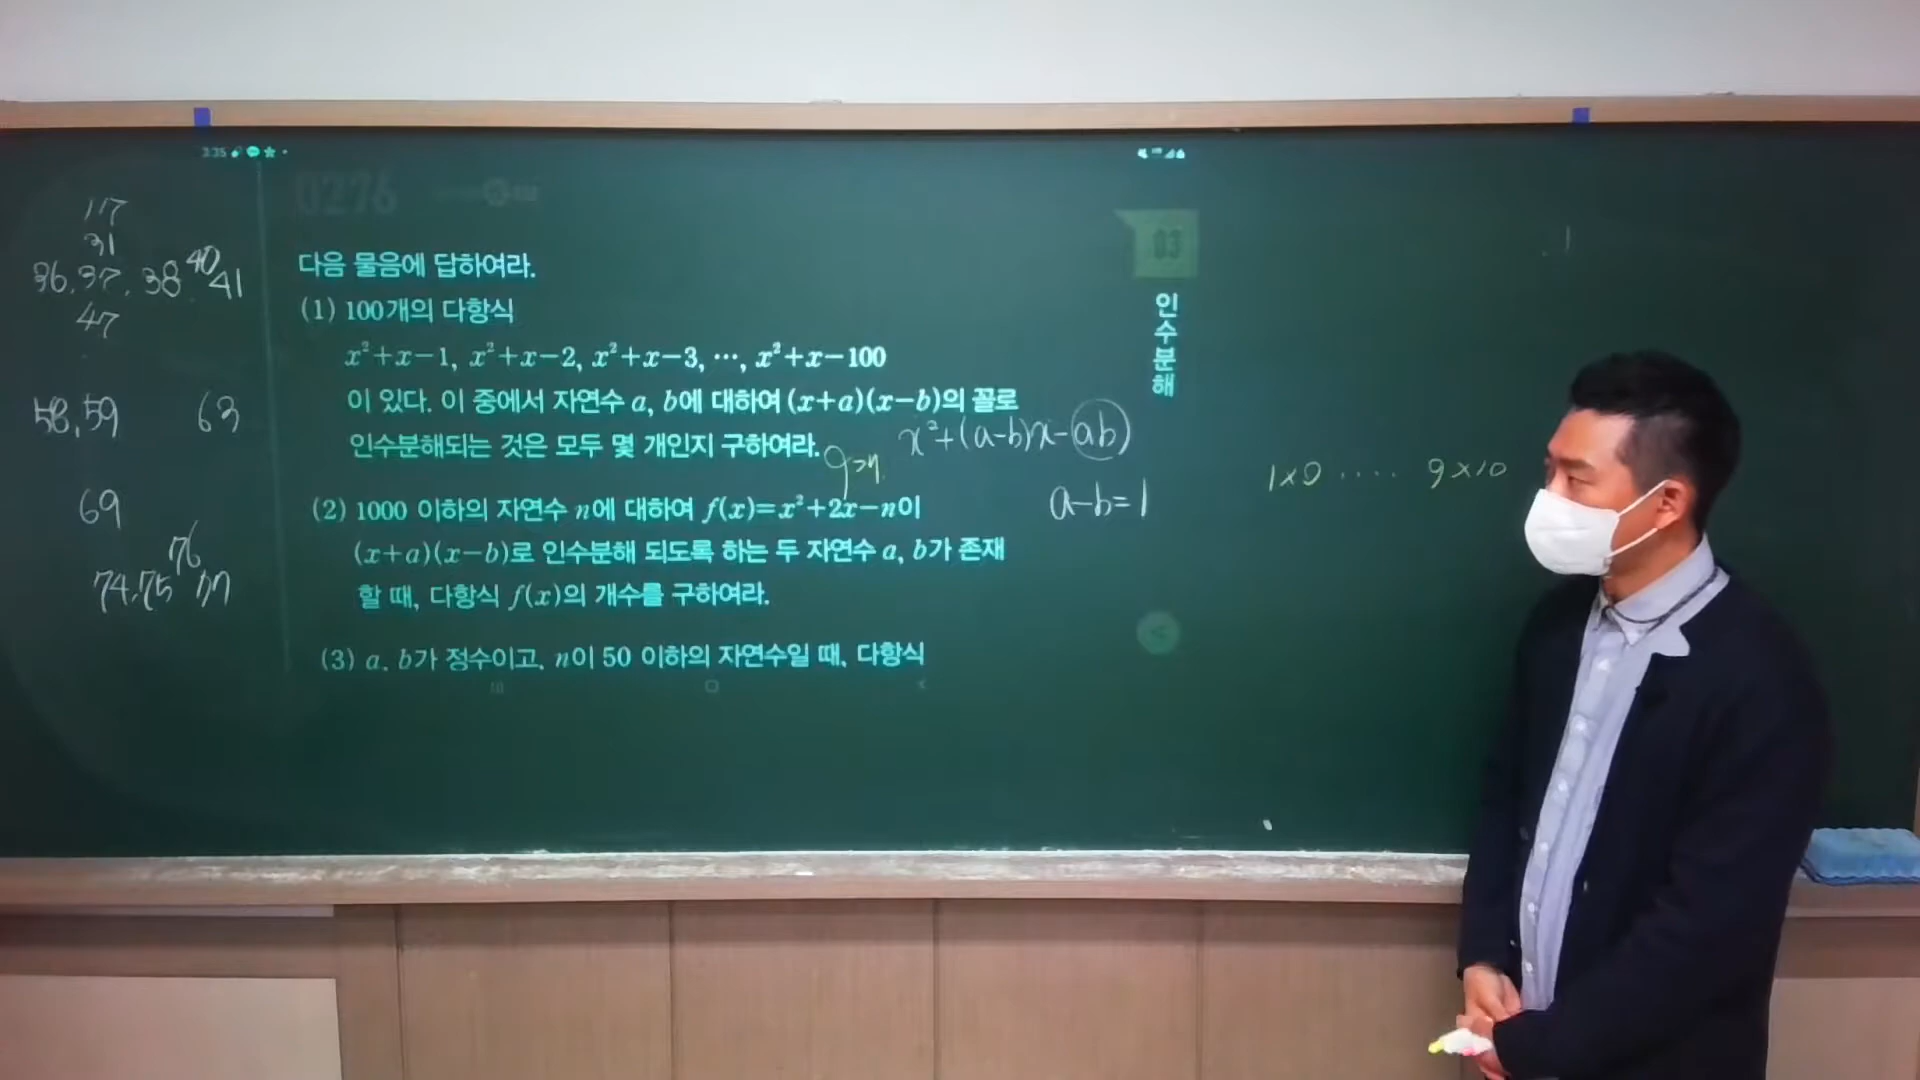 3:35
0276
17
31
36, 37, 38 40 41
47
58, 59 63
69
76
74, 75 77
다음 물음에 답하여라.
(1) 100개의 다항식
x²+x−1, x²+x−2, x²+x−3, ⋯, x²+x−100
이 있다. 이 중에서 자연수 a, b에 대하여 (x+a)(x−b)의 꼴로
인수분해되는 것은 모두 몇 개인지 구하여라.
9개
x²+(a-b)x-ab
a-b=1
(2) 1000 이하의 자연수 n에 대하여 f(x)=x²+2x−n이
(x+a)(x−b)로 인수분해 되도록 하는 두 자연수 a, b가 존재
할 때, 다항식 f(x)의 개수를 구하여라.
(3) a, b가 정수이고, n이 50 이하의 자연수일 때, 다항식
03
인수분해
9×10